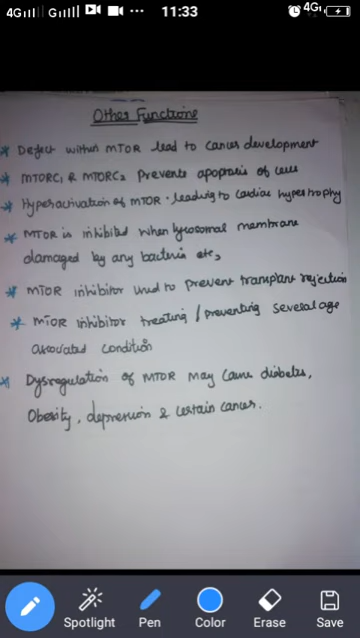 4G G 11:33 4G
Other Functions
* Defect within mTOR lead to cancer development
* mTORC1 & mTORC2 prevents apoptosis of cells
* Hyperactivation of mTOR leading to cardiac hypertrophy
* mTOR is inhibited when lysosomal membrane
damaged by any bacteria etc,
* mTOR inhibitor used to prevent transplant rejection
* mTOR inhibitor treating / preventing several age
associated condition
* Dysregulation of mTOR may cause diabetes,
Obesity, depression & certain cancer.
Spotlight Pen Color Erase Save